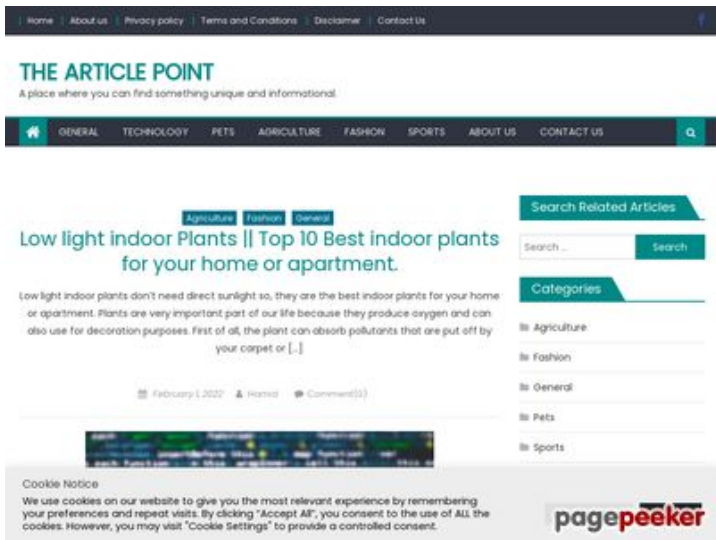 Home About us Privacy policy Terms and Conditions Disclaimer Contact Us
THE ARTICLE POINT
A place where you can find something unique and informational.
GENERAL TECHNOLOGY PETS AGRICULTURE FASHION SPORTS ABOUT US CONTACT US
Agriculture Fashion General
Low light indoor Plants || Top 10 Best indoor plants
for your home or apartment.
Low light indoor plants don't need direct sunlight so, they are the best indoor plants for your home
or apartment. Plants are very important part of our life because they produce oxygen and can
also use for decoration purposes. First of all, the plant can absorb pollutants that are put off by
your carpet or [...]
February 1, 2022 Hamid Comment(0)
Search Related Articles
Search ... Search
Categories
Agriculture
Fashion
General
Pets
Sports
Cookie Notice
We use cookies on our website to give you the most relevant experience by remembering
your preferences and repeat visits. By clicking "Accept All", you consent to the use of ALL the
cookies. However, you may visit "Cookie Settings" to provide a controlled consent.
pagepeeker